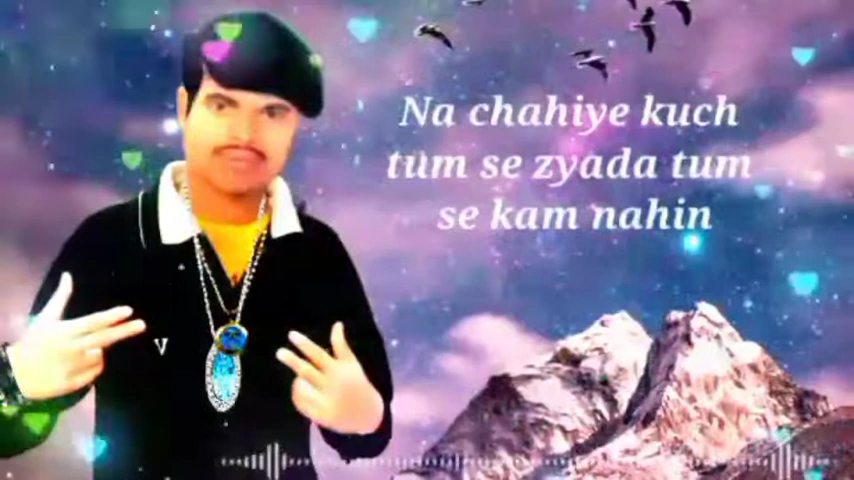 Na chahiye kuch
tum se zyada tum
se kam nahin
V